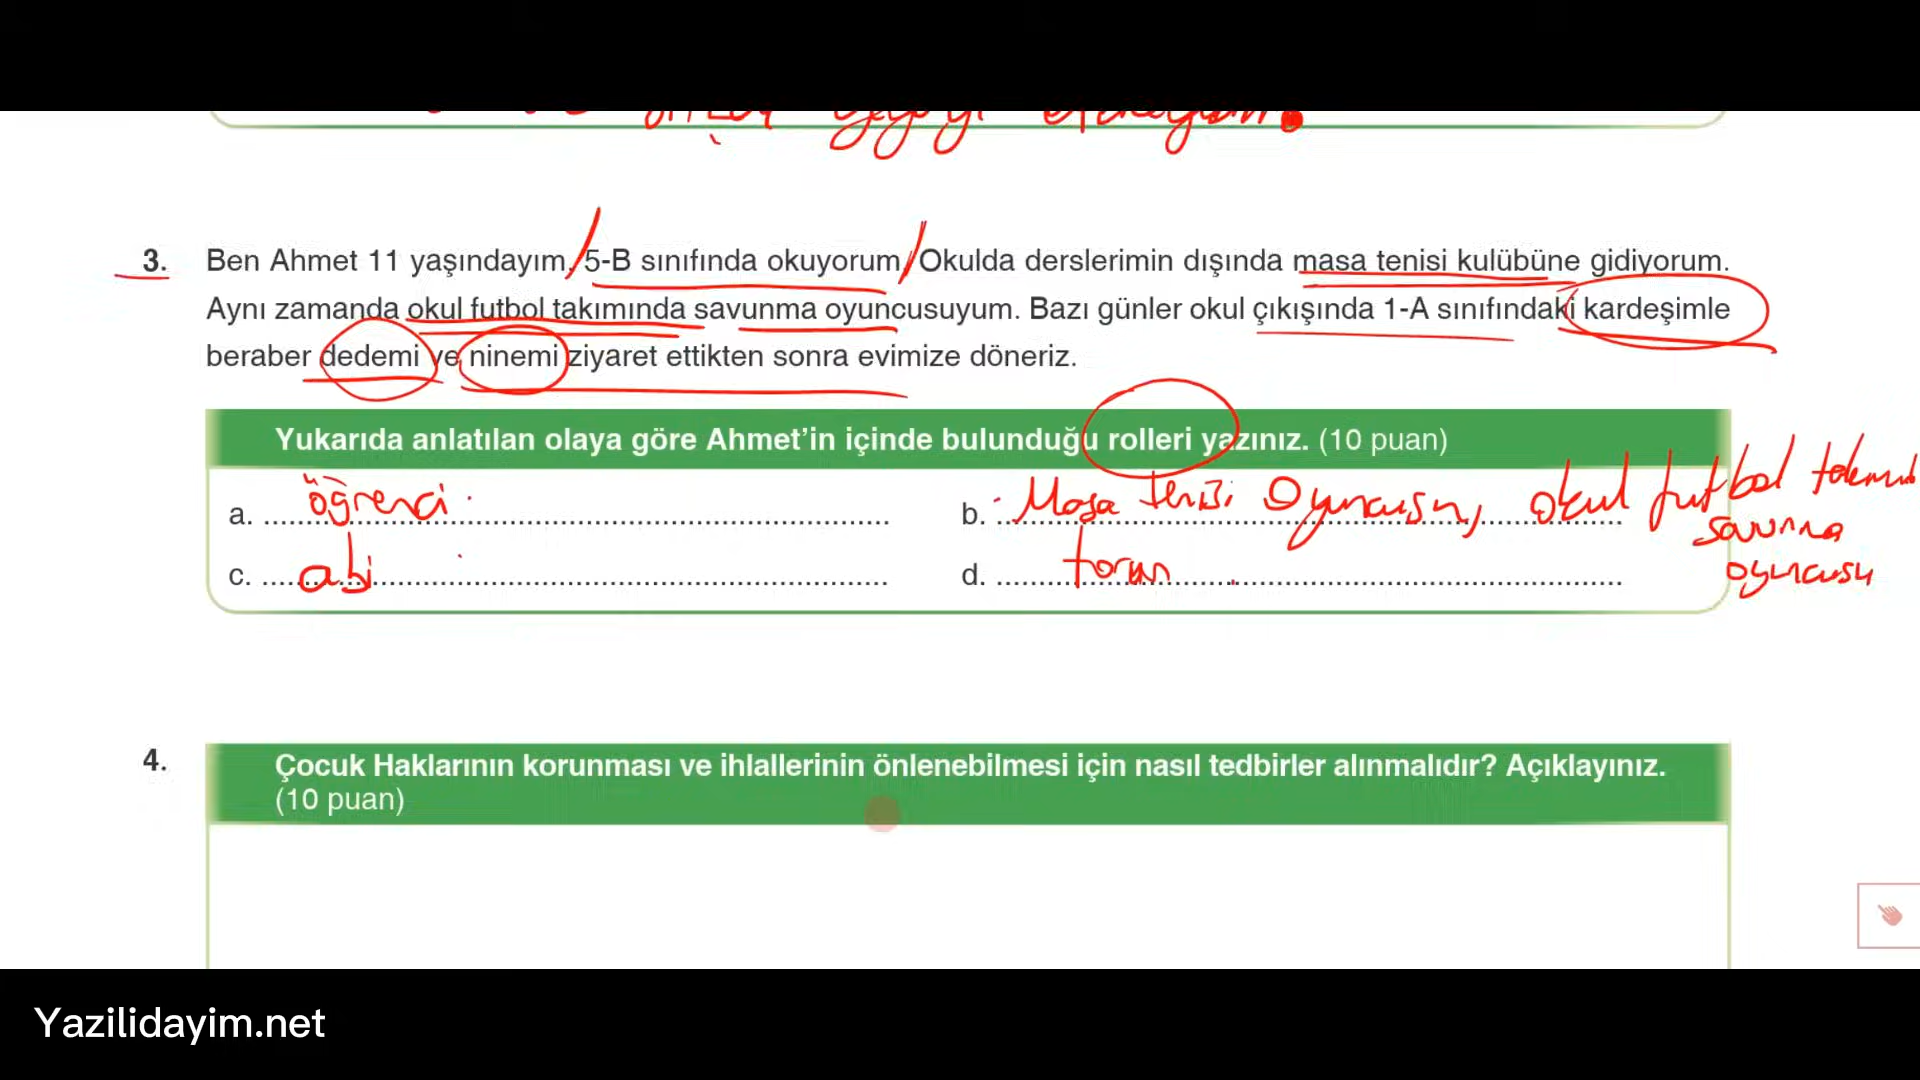 3. Ben Ahmet 11 yaşındayım, 5-B sınıfında okuyorum, Okulda derslerimin dışında masa tenisi kulübüne gidiyorum.
Aynı zamanda okul futbol takımında savunma oyuncusuyum. Bazı günler okul çıkışında 1-A sınıfındaki kardeşimle
beraber dedemi ve ninemi ziyaret ettikten sonra evimize döneriz.
Yukarıda anlatılan olaya göre Ahmet'in içinde bulunduğu rolleri yazınız. (10 puan)
a. öğrenci
b. Masa tenisi Oyuncusu, okul futbol
savunma
oyuncusu
c. abi
d. torun
4. Çocuk Haklarının korunması ve ihlallerinin önlenebilmesi için nasıl tedbirler alınmalıdır? Açıklayınız.
(10 puan)
Yazilidayim.net